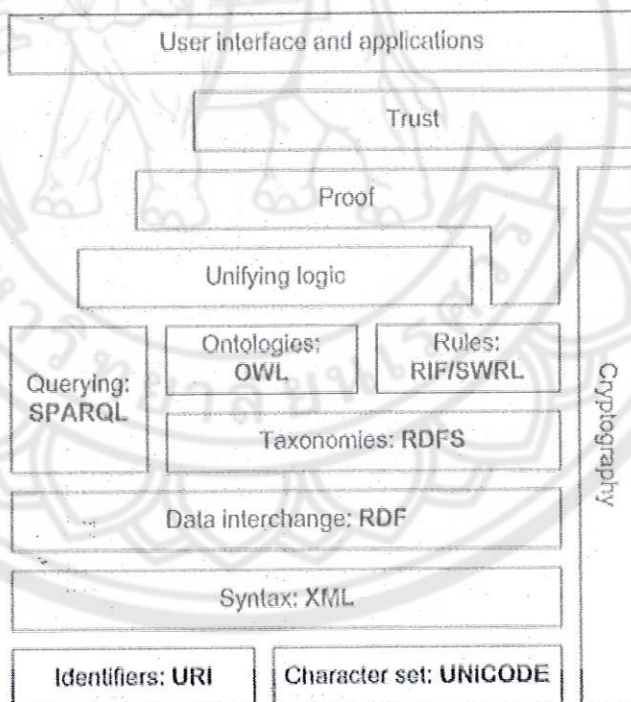 User interface and applications
Trust
Proof
Unifying logic
Querying:
SPARQL
Ontologies:
OWL
Rules:
RIF/SWRL
Taxonomies: RDFS
Cryptography
Data interchange: RDF
Syntax: XML
Identifiers: URI
Character set: UNICODE